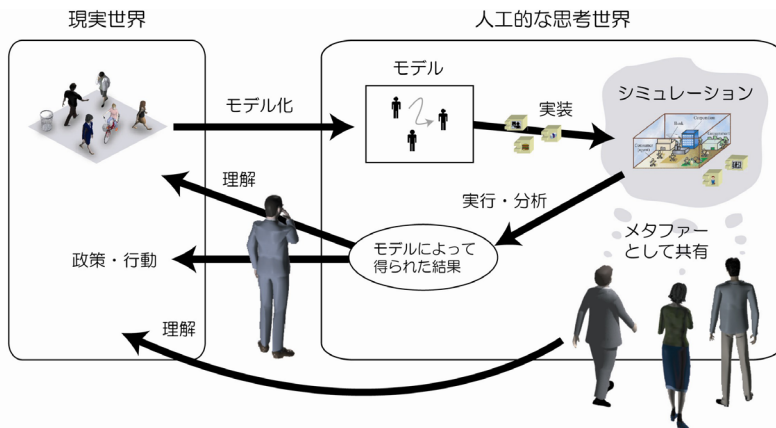 現実世界
人工的な思考世界
モデル
モデル化
実装
シミュレーション
理解
実行・分析
メタファー
として共有
モデルによって
得られた結果
政策・行動
理解